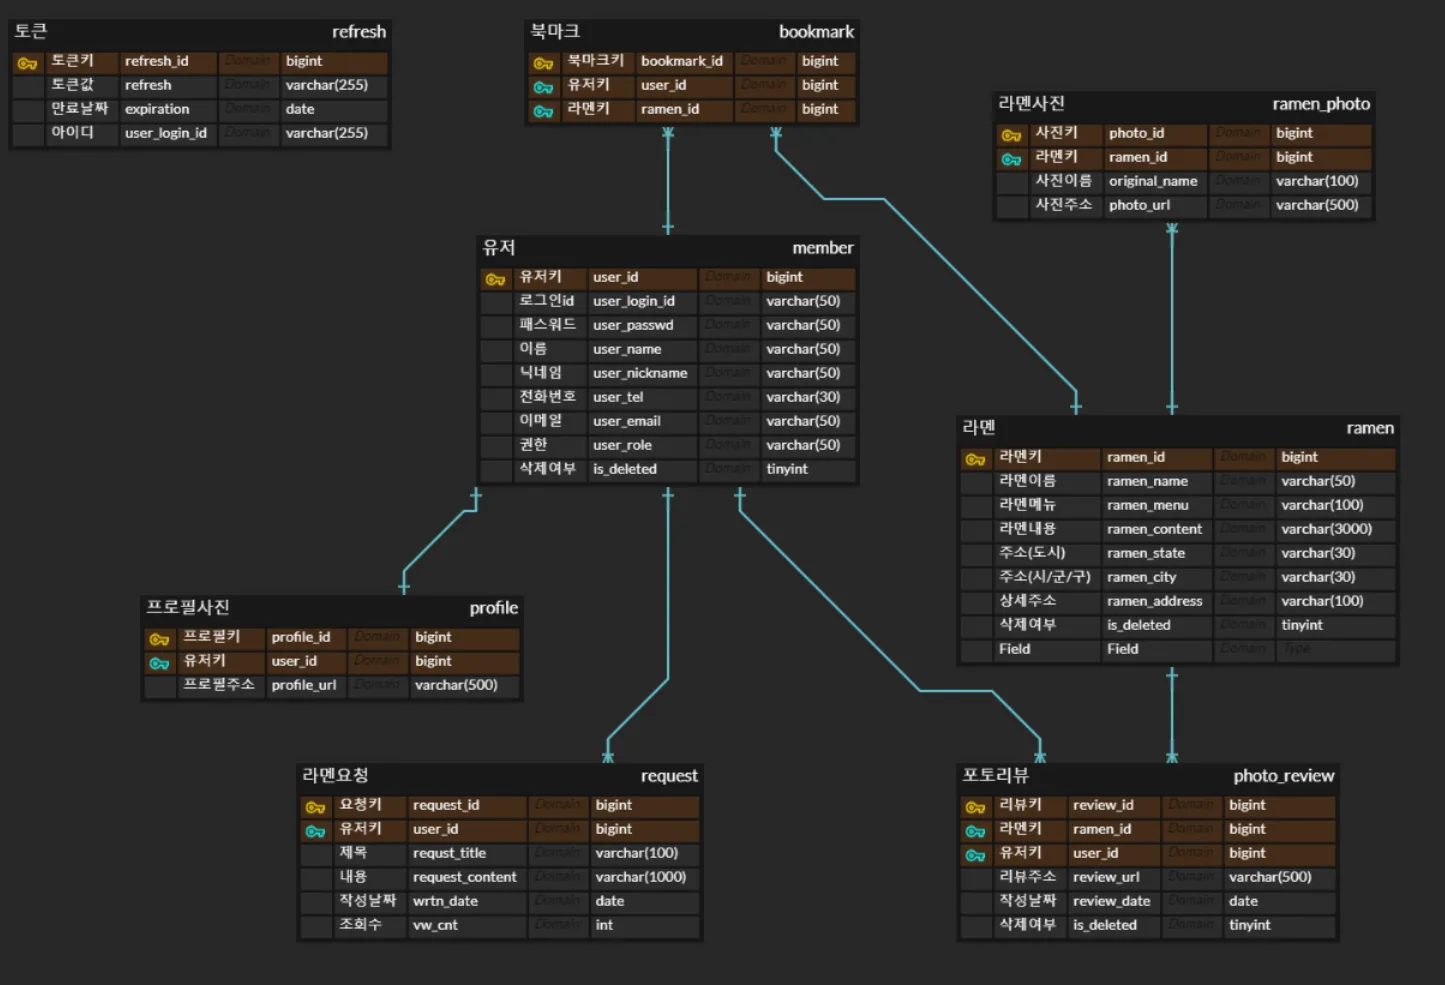 토큰 refresh
토큰키 refresh_id Domain bigint
토큰값 refresh Domain varchar(255)
만료날짜 expiration Domain date
아이디 user_login_id Domain varchar(255)
북마크 bookmark
북마크키 bookmark_id Domain bigint
유저키 user_id Domain bigint
라멘키 ramen_id Domain bigint
라멘사진 ramen_photo
사진키 photo_id Domain bigint
라멘키 ramen_id Domain bigint
사진이름 original_name Domain varchar(100)
사진주소 photo_url Domain varchar(500)
유저 member
유저키 user_id Domain bigint
로그인id user_login_id Domain varchar(50)
패스워드 user_passwd Domain varchar(50)
이름 user_name Domain varchar(50)
닉네임 user_nickname Domain varchar(50)
전화번호 user_tel Domain varchar(30)
이메일 user_email Domain varchar(50)
권한 user_role Domain varchar(50)
삭제여부 is_deleted Domain tinyint
라멘 ramen
라멘키 ramen_id Domain bigint
라멘이름 ramen_name Domain varchar(50)
라멘메뉴 ramen_menu Domain varchar(100)
라멘내용 ramen_content Domain varchar(3000)
주소(도시) ramen_state Domain varchar(30)
주소(시/군/구) ramen_city Domain varchar(30)
상세주소 ramen_address Domain varchar(100)
삭제여부 is_deleted Domain tinyint
Field Field Domain Type
프로필사진 profile
프로필키 profile_id Domain bigint
유저키 user_id Domain bigint
프로필주소 profile_url Domain varchar(500)
라멘요청 request
요청키 request_id Domain bigint
유저키 user_id Domain bigint
제목 requst_title Domain varchar(100)
내용 request_content Domain varchar(1000)
작성날짜 wrtn_date Domain date
조회수 vw_cnt Domain int
포토리뷰 photo_review
리뷰키 review_id Domain bigint
라멘키 ramen_id Domain bigint
유저키 user_id Domain bigint
리뷰주소 review_url Domain varchar(500)
작성날짜 review_date Domain date
삭제여부 is_deleted Domain tinyint